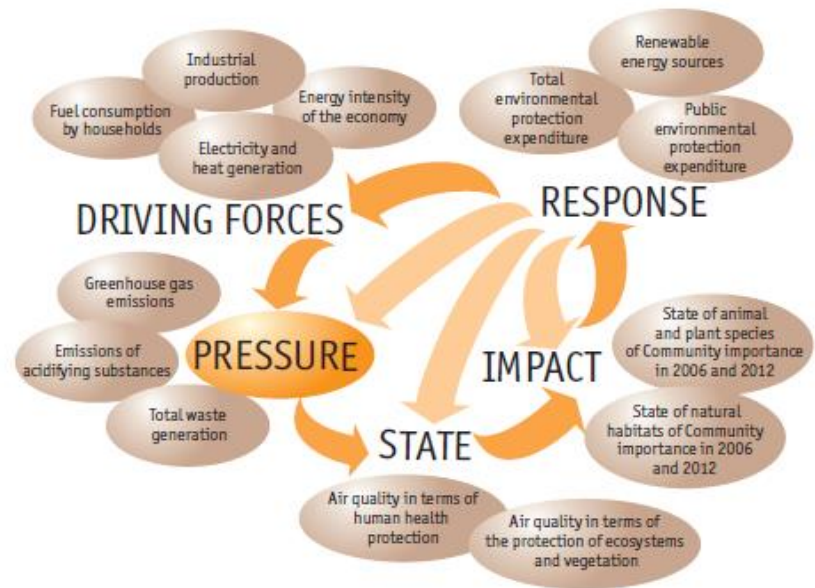 Industrial
production
Fuel consumption
by households
Energy intensity
of the economy
Electricity and
heat generation
DRIVING FORCES
Renewable
energy sources
Total
environmental
protection
expenditure
Public
environmental
protection
expenditure
RESPONSE
Greenhouse gas
emissions
Emissions of
acidifying substances
Total waste
generation
PRESSURE
IMPACT
State of animal
and plant species
of Community importance
in 2006 and 2012
State of natural
habitats of Community
importance in 2006
and 2012
STATE
Air quality in terms of
human health
protection
Air quality in terms of
the protection of ecosystems
and vegetation